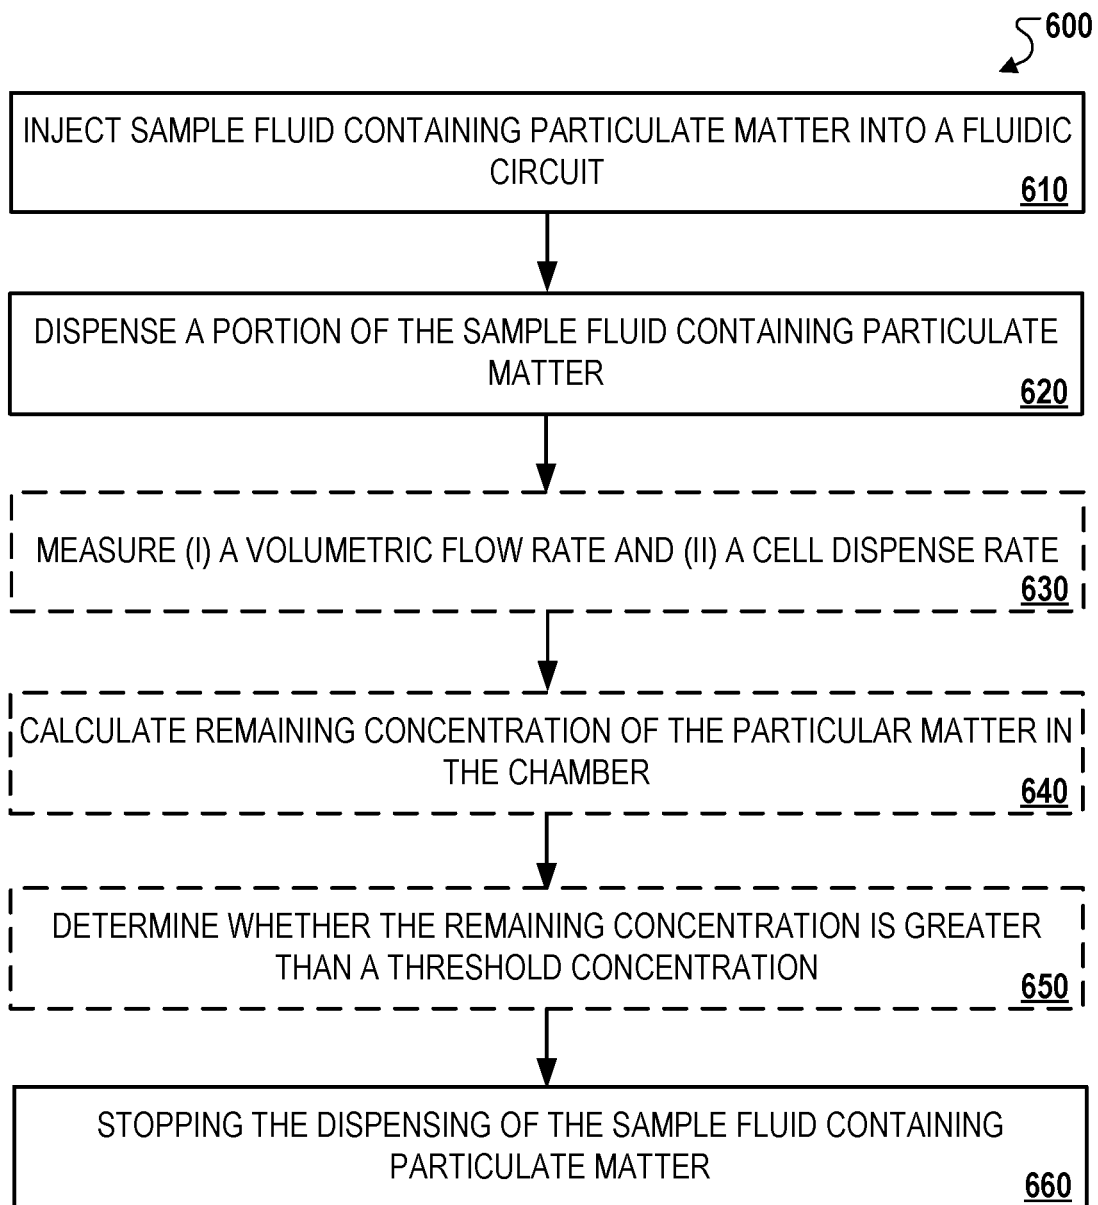 600
INJECT SAMPLE FLUID CONTAINING PARTICULATE MATTER INTO A FLUIDIC
CIRCUIT
610
DISPENSE A PORTION OF THE SAMPLE FLUID CONTAINING PARTICULATE
MATTER
620
MEASURE (I) A VOLUMETRIC FLOW RATE AND (II) A CELL DISPENSE RATE
630
CALCULATE REMAINING CONCENTRATION OF THE PARTICULAR MATTER IN
THE CHAMBER
640
DETERMINE WHETHER THE REMAINING CONCENTRATION IS GREATER
THAN A THRESHOLD CONCENTRATION
650
STOPPING THE DISPENSING OF THE SAMPLE FLUID CONTAINING
PARTICULATE MATTER
660